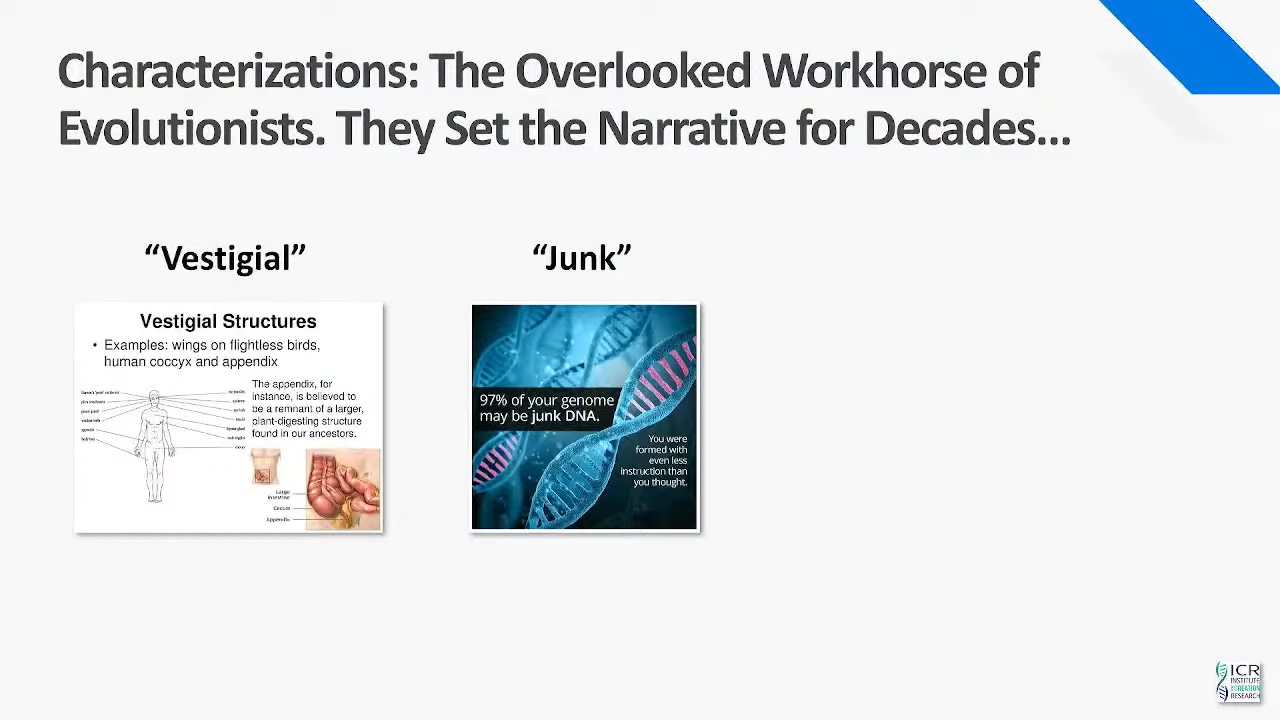 Characterizations: The Overlooked Workhorse of
Evolutionists. They Set the Narrative for Decades...
“Vestigial”
“Junk”
Vestigial Structures
• Examples: wings on flightless birds,
human coccyx and appendix
The appendix, for
instance, is believed to
be a remnant of a larger,
plant-digesting structure
found in our ancestors.
Large
Intestine
Cecum
Appendix
97% of your genome
may be junk DNA.
You were
formed with
even less
instruction than
you thought.
ICR
INSTITUTE
for CREATION
RESEARCH